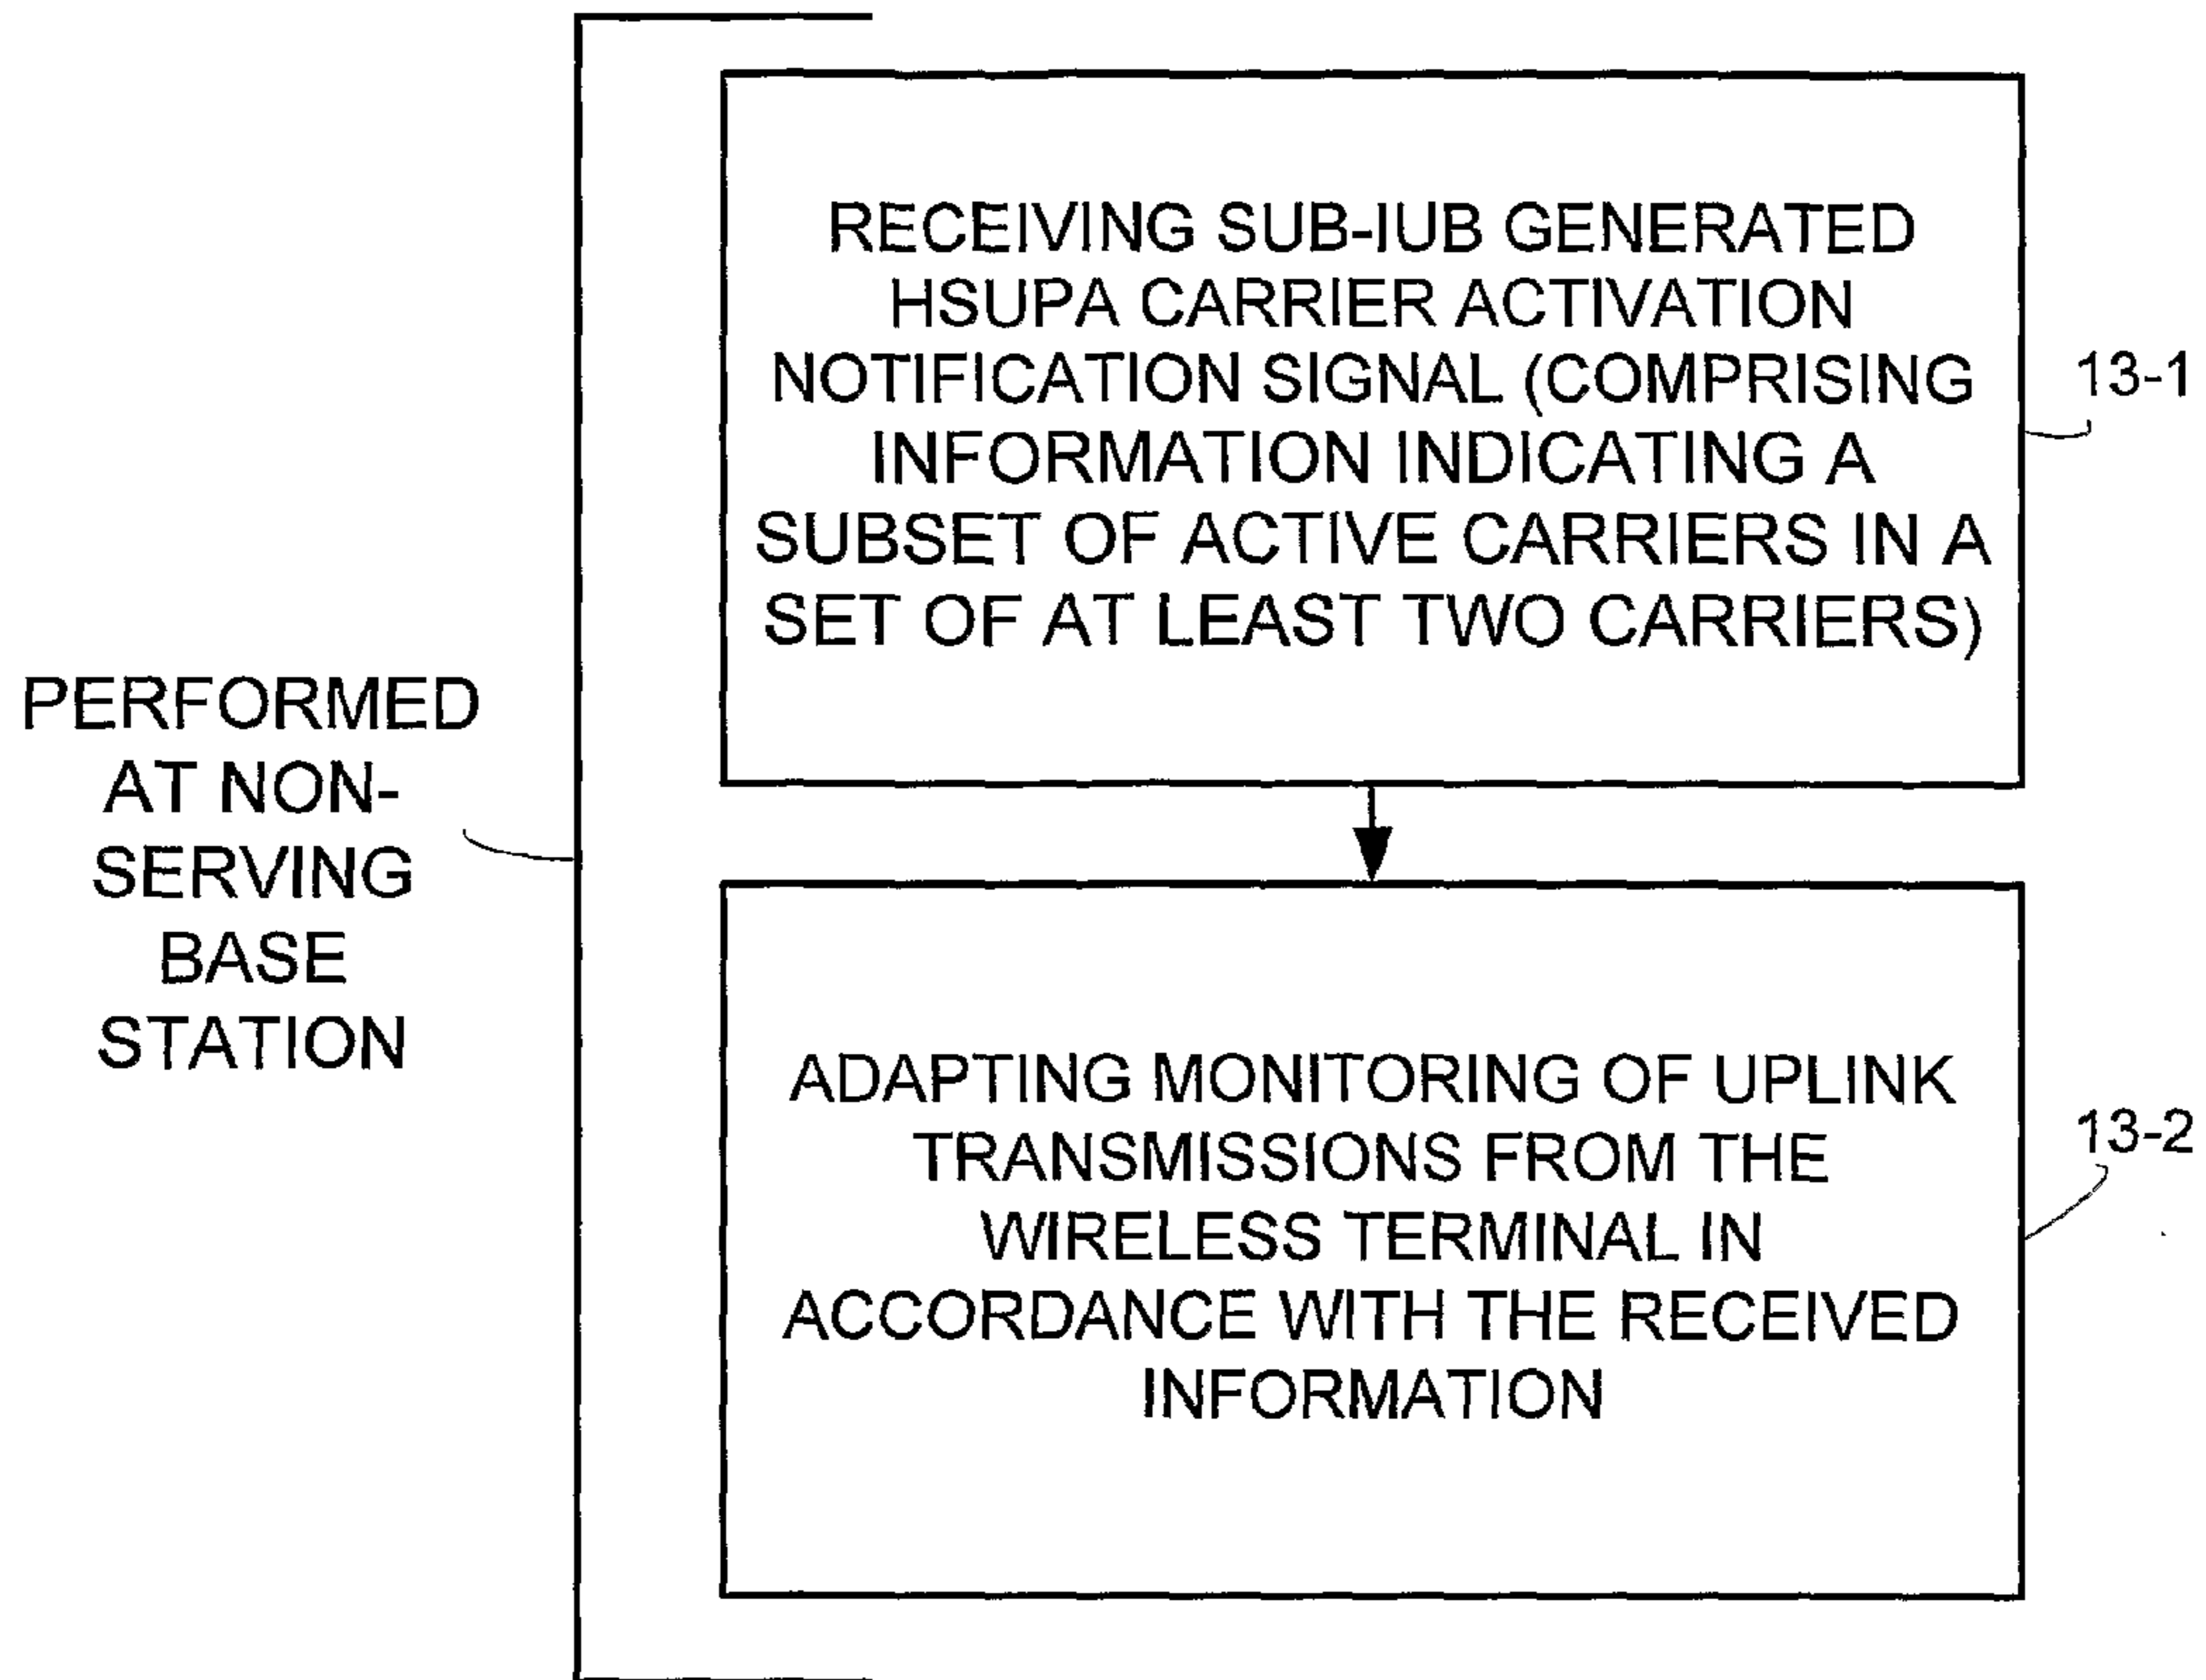 RECEIVING SUB-IUB GENERATED
HSUPA CARRIER ACTIVATION
NOTIFICATION SIGNAL (COMPRISING
INFORMATION INDICATING A
SUBSET OF ACTIVE CARRIERS IN A
SET OF AT LEAST TWO CARRIERS)
13-1
PERFORMED
AT NON-
SERVING
BASE
STATION
ADAPTING MONITORING OF UPLINK
TRANSMISSIONS FROM THE
WIRELESS TERMINAL IN
ACCORDANCE WITH THE RECEIVED
INFORMATION
13-2